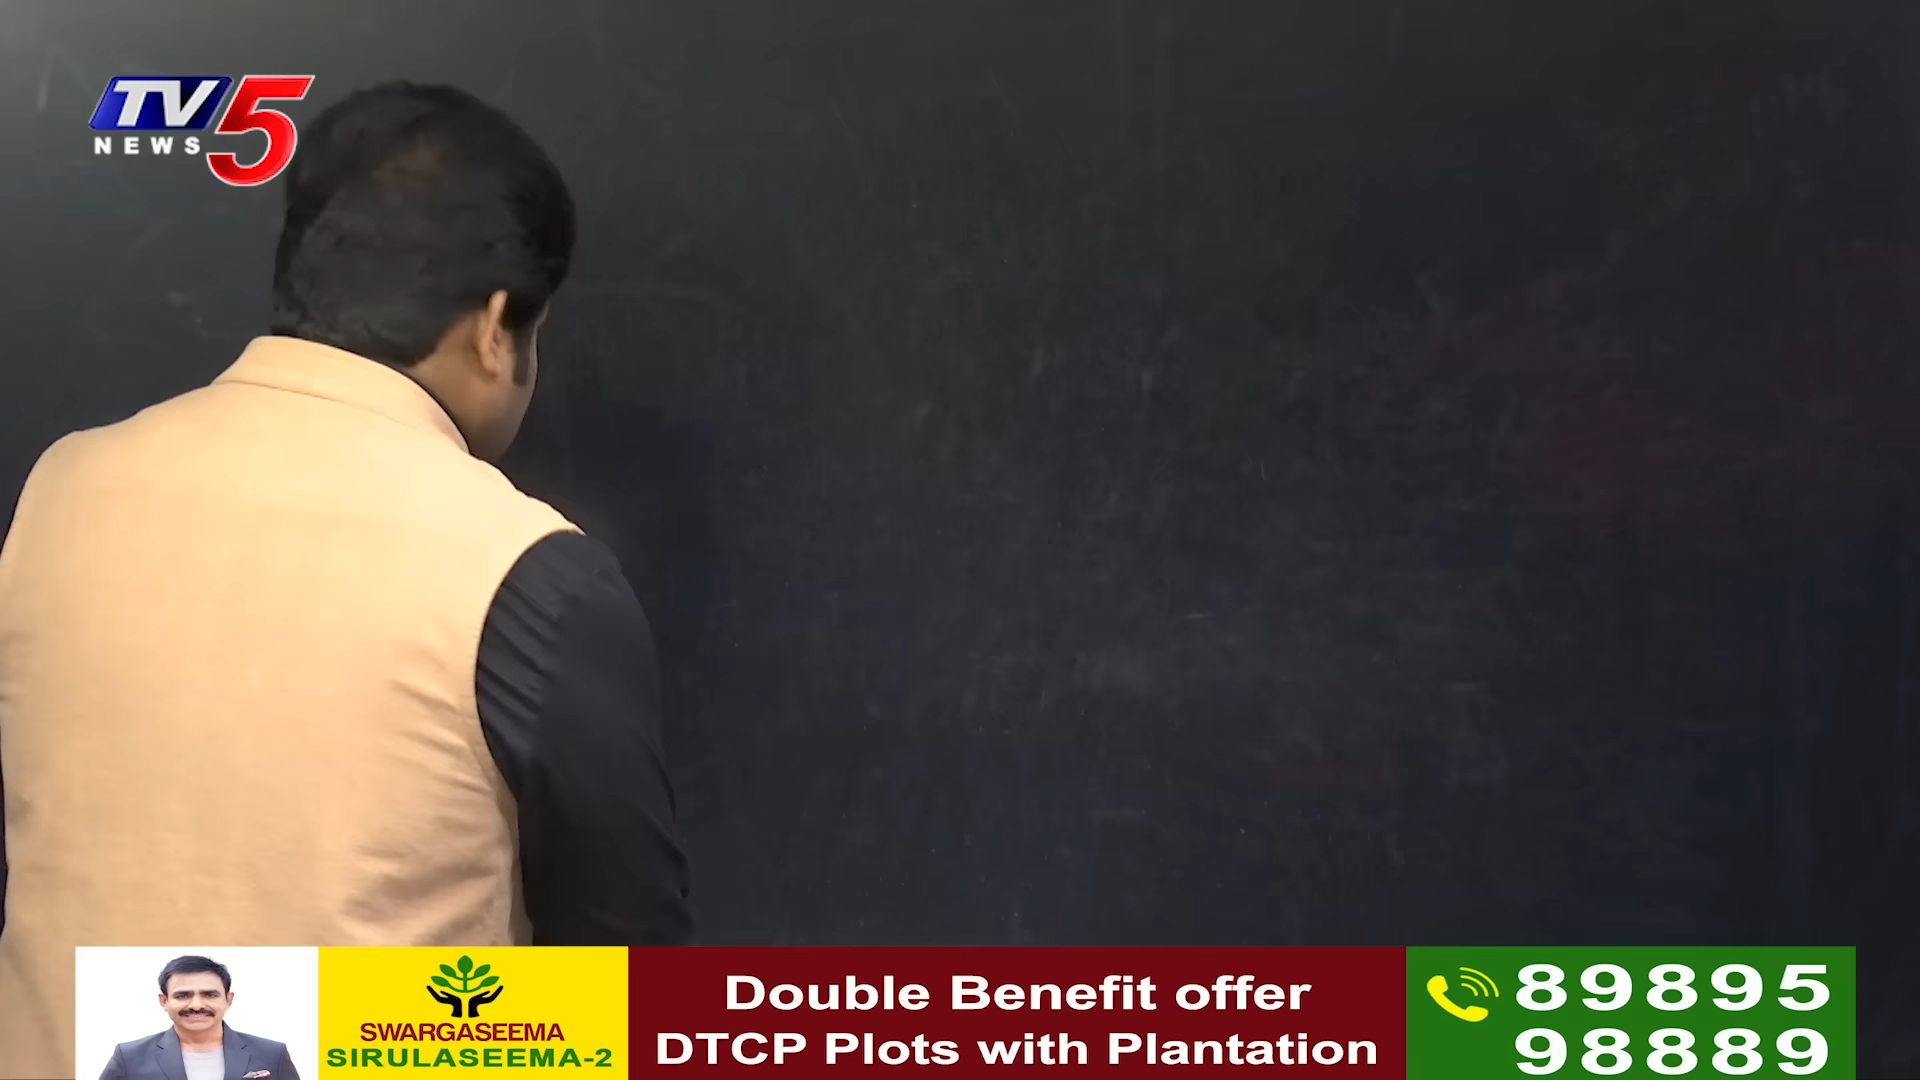 TV5
NEWS
SWARGASEEMA
SIRULASEEMA-2
Double Benefit offer
DTCP Plots with Plantation
89895
98889